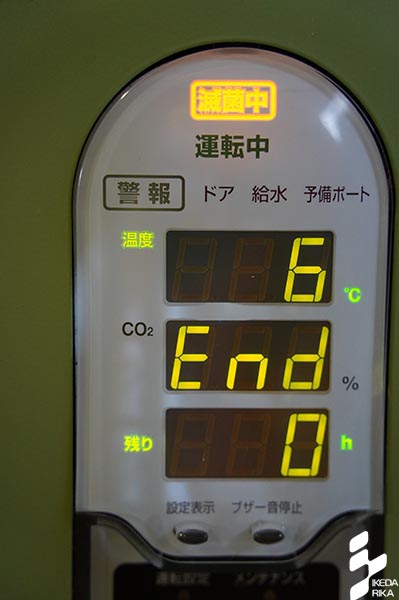 滅菌中
運転中
警報 ドア 給水 予備ポート
温度 6 ℃
CO₂ End %
残り 0 h
設定表示 ブザー音停止
運転設定 メンテナンス
IKEDA
RIKA